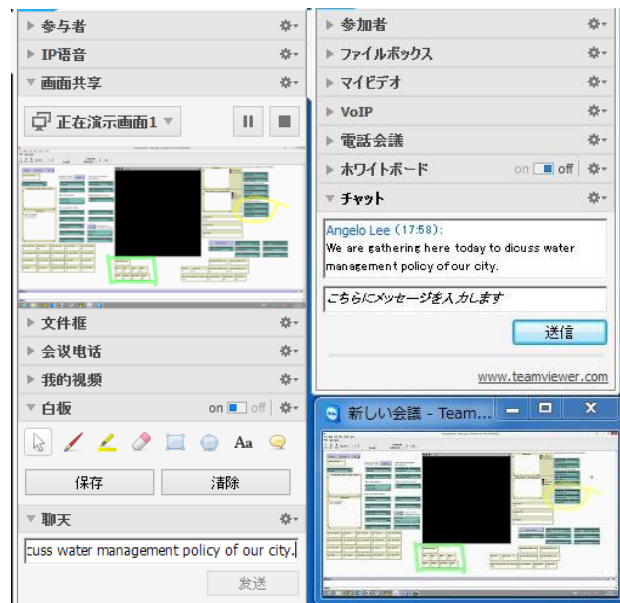 参与者
IP语音
画面共享
正在演示画面1
文件框
会议电话
我的视频
白板 on off
Aa
保存 清除
聊天
cuss water management policy of our city.
发送
参加者
ファイルボックス
マイビデオ
VoIP
電話会議
ホワイトボード on off
チャット
Angelo Lee (17:58):
We are gathering here today to dicuss water
management policy of our city.
こちらにメッセージを入力します
送信
www.teamviewer.com
新しい会議 - Team...